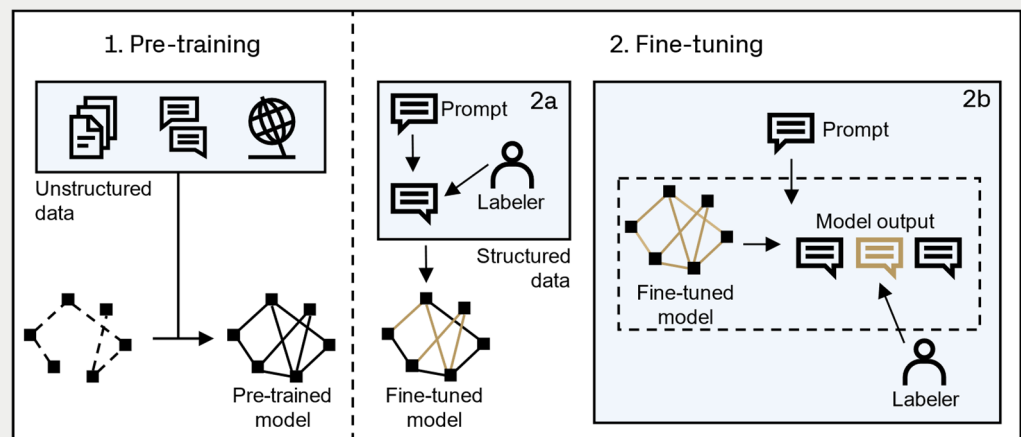 1. Pre-training
Unstructured
data
Pre-trained
model
2. Fine-tuning
2a
Prompt
Labeler
Structured
data
Fine-tuned
model
2b
Prompt
Model output
Fine-tuned
model
Labeler